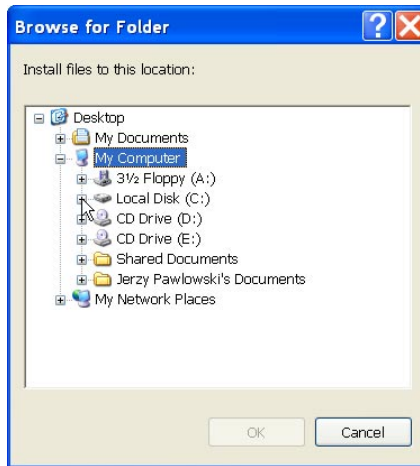 Browse for Folder
Install files to this location:
Desktop
My Documents
My Computer
3½ Floppy (A:)
Local Disk (C:)
CD Drive (D:)
CD Drive (E:)
Shared Documents
Jerzy Pawlowski's Documents
My Network Places
OK
Cancel